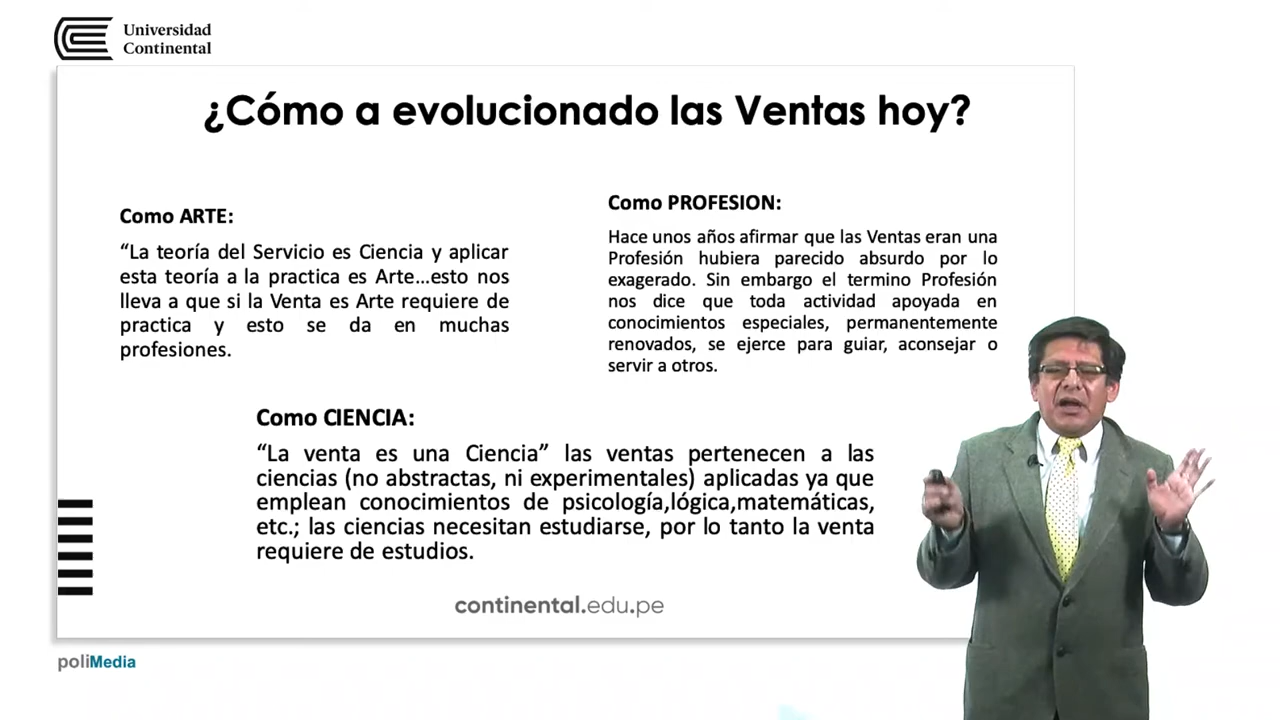 Universidad
Continental
¿Cómo a evolucionado las Ventas hoy?
Como ARTE:
“La teoría del Servicio es Ciencia y aplicar
esta teoría a la practica es Arte...esto nos
lleva a que si la Venta es Arte requiere de
practica y esto se da en muchas
profesiones.
Como PROFESION:
Hace unos años afirmar que las Ventas eran una
Profesión hubiera parecido absurdo por lo
exagerado. Sin embargo el termino Profesión
nos dice que toda actividad apoyada en
conocimientos especiales, permanentemente
renovados, se ejerce para guiar, aconsejar o
servir a otros.
Como CIENCIA:
“La venta es una Ciencia” las ventas pertenecen a las
ciencias (no abstractas, ni experimentales) aplicadas ya que
emplean conocimientos de psicología,lógica,matemáticas,
etc.; las ciencias necesitan estudiarse, por lo tanto la venta
requiere de estudios.
continental.edu.pe
poliMedia